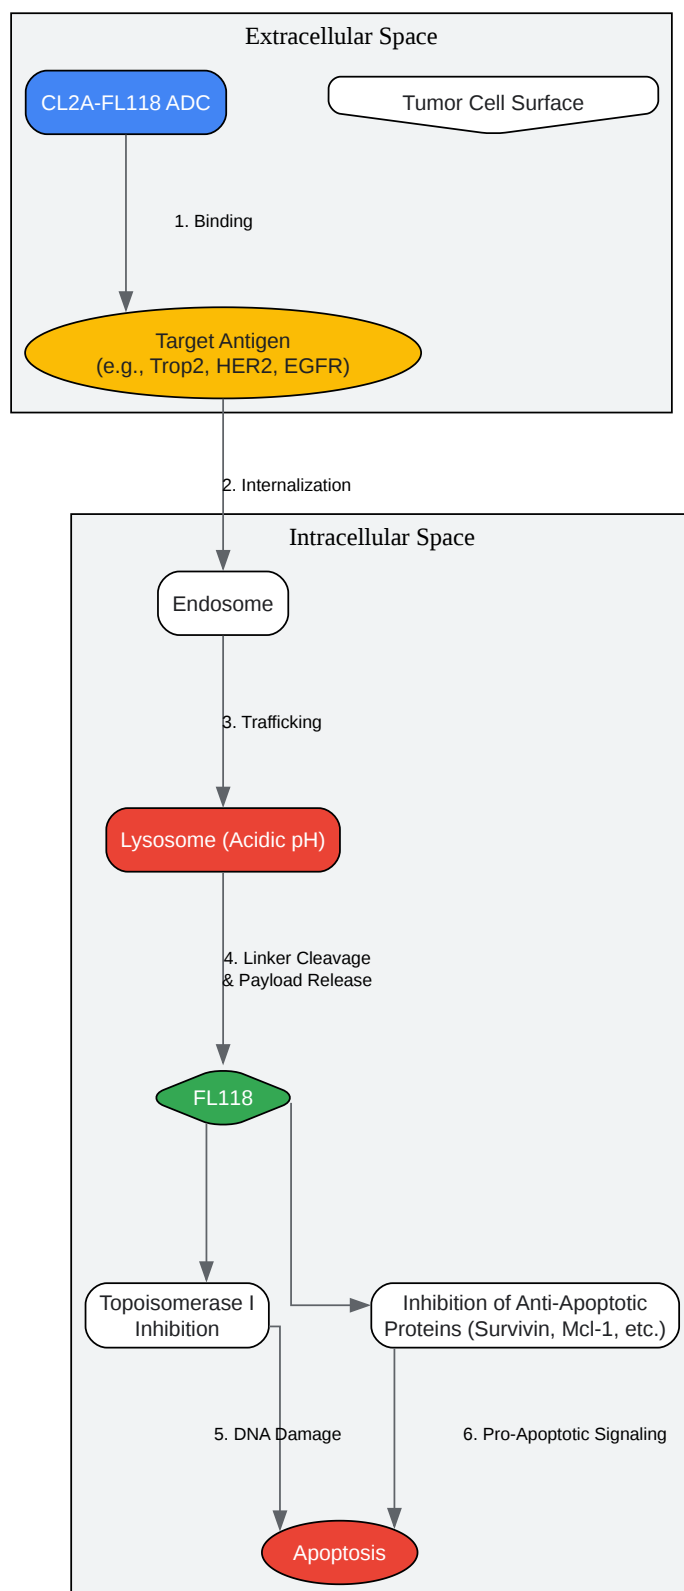 Extracellular Space
CL2A-FL118 ADC
Tumor Cell Surface
1. Binding
Target Antigen
(e.g., Trop2, HER2, EGFR)
2. Internalization
Intracellular Space
Endosome
3. Trafficking
Lysosome (Acidic pH)
4. Linker Cleavage
& Payload Release
FL118
Topoisomerase I
Inhibition
Inhibition of Anti-Apoptotic
Proteins (Survivin, Mcl-1, etc.)
5. DNA Damage
6. Pro-Apoptotic Signaling
Apoptosis